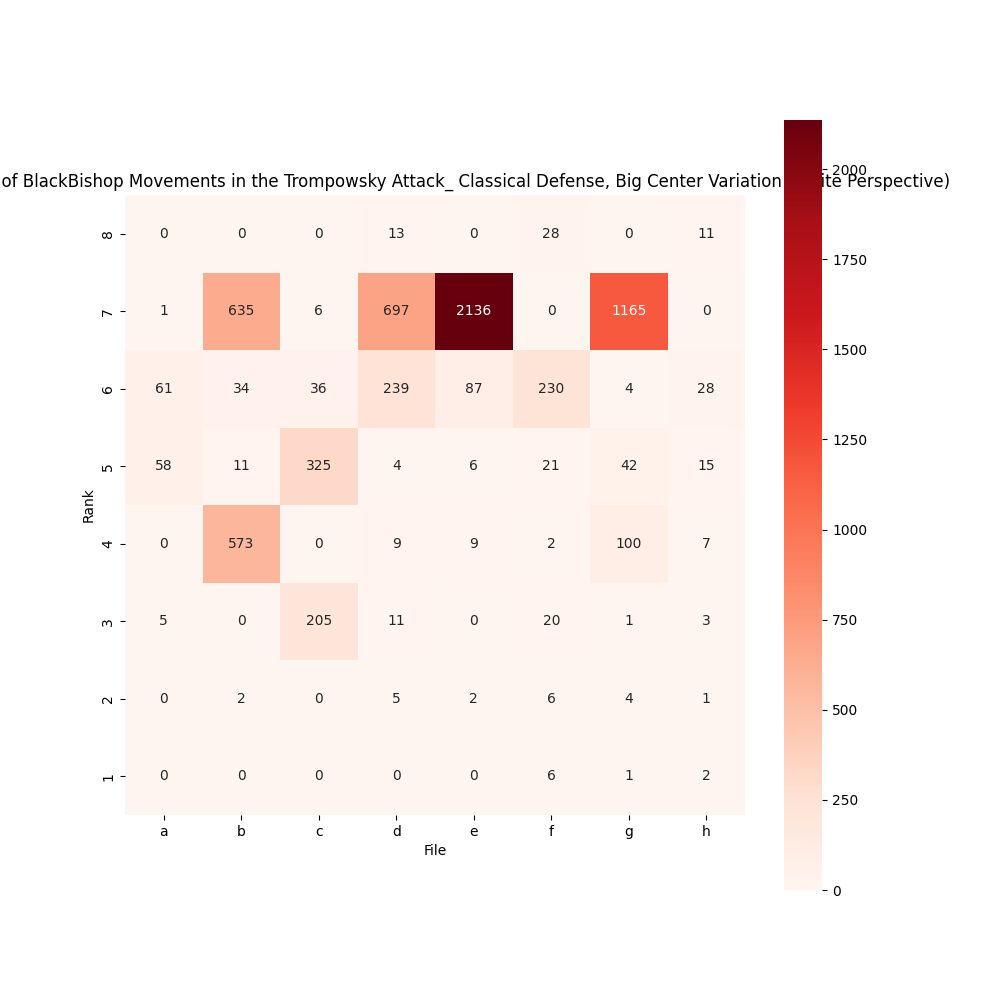 of BlackBishop Movements in the Trompowsky Attack_ Classical Defense, Big Center Variation Perspective)
8 0 0 0 13 0 28 0 11
7 1 635 6 697 2136 0 1165 0
6 61 34 36 239 87 230 4 28
5 58 11 325 4 6 21 42 15
4 0 573 0 9 9 2 100 7
3 5 0 205 11 0 20 1 3
2 0 2 0 5 2 6 4 1
1 0 0 0 0 0 6 1 2
a b c d e f g h
File
Rank
2000
1750
1500
1250
1000
750
500
250
0